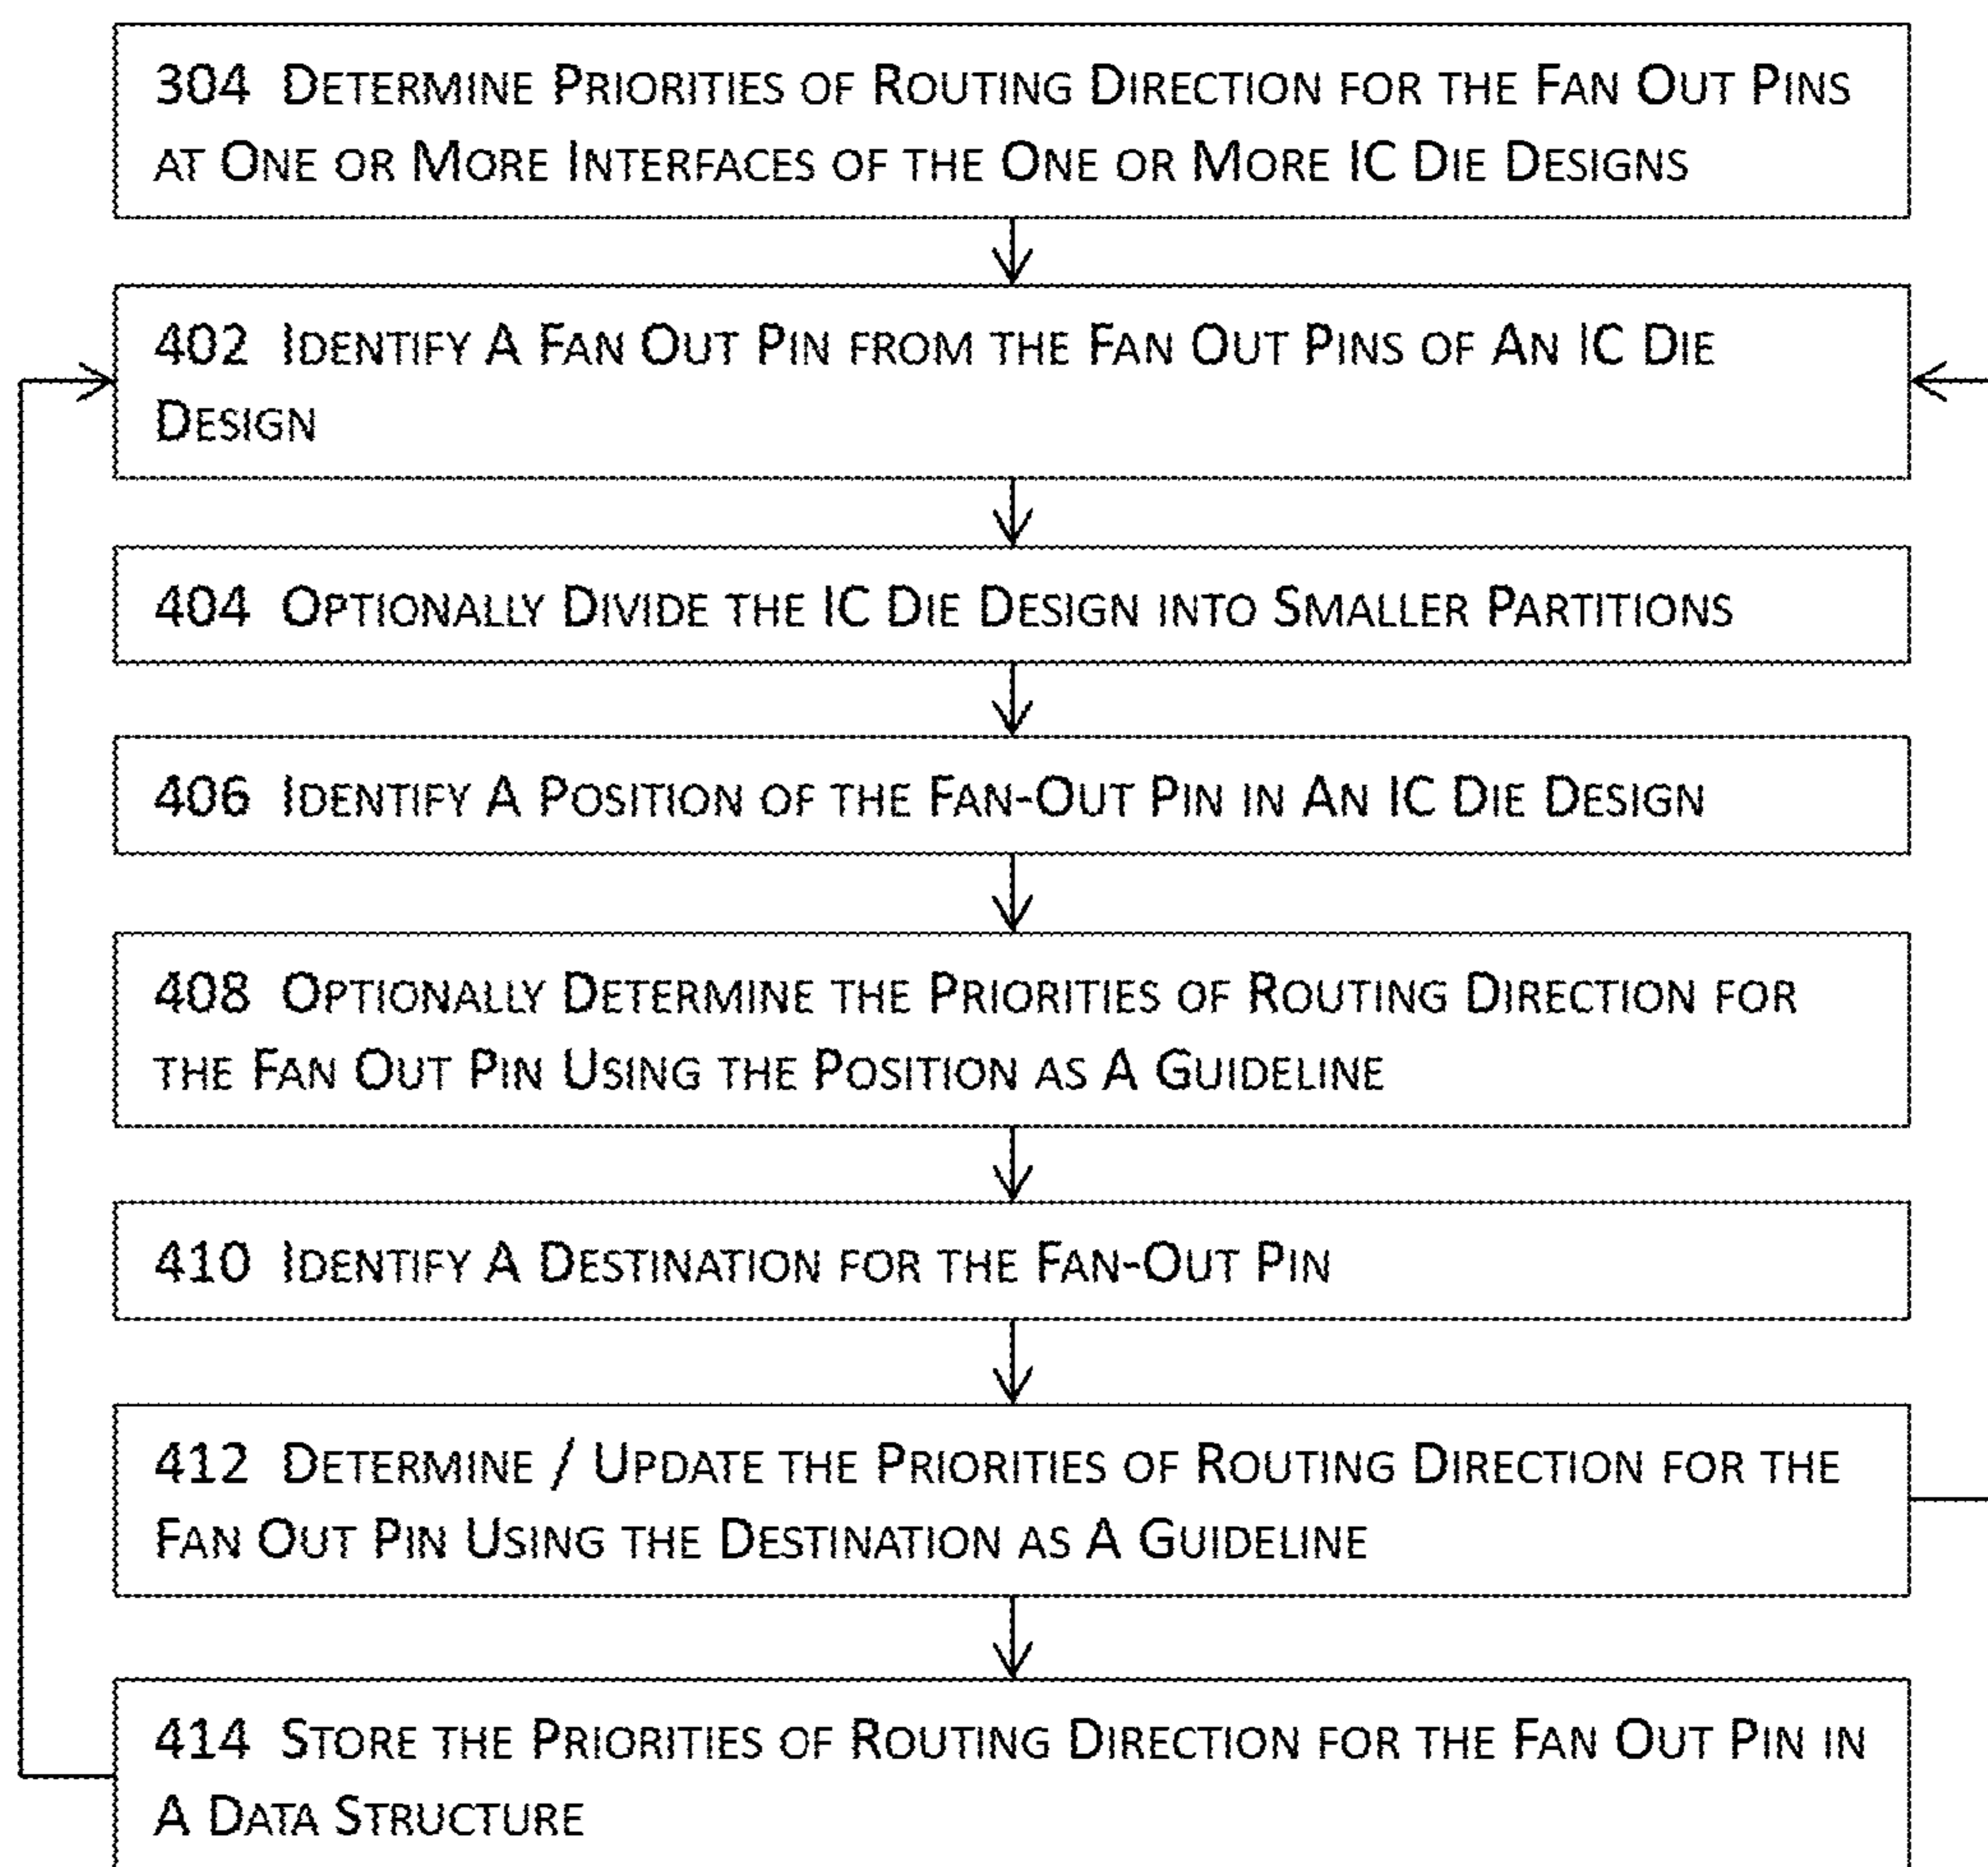 304 Determine Priorities of Routing Direction for the Fan Out Pins
at One or More Interfaces of the One or More IC Die Designs
402 Identify A Fan Out Pin from the Fan Out Pins of An IC Die
Design
404 Optionally Divide the IC Die Design into Smaller Partitions
406 Identify A Position of the Fan-Out Pin in An IC Die Design
408 Optionally Determine the Priorities of Routing Direction for
the Fan Out Pin Using the Position as A Guideline
410 Identify A Destination for the Fan-Out Pin
412 Determine / Update the Priorities of Routing Direction for the
Fan Out Pin Using the Destination as A Guideline
414 Store the Priorities of Routing Direction for the Fan Out Pin in
A Data Structure